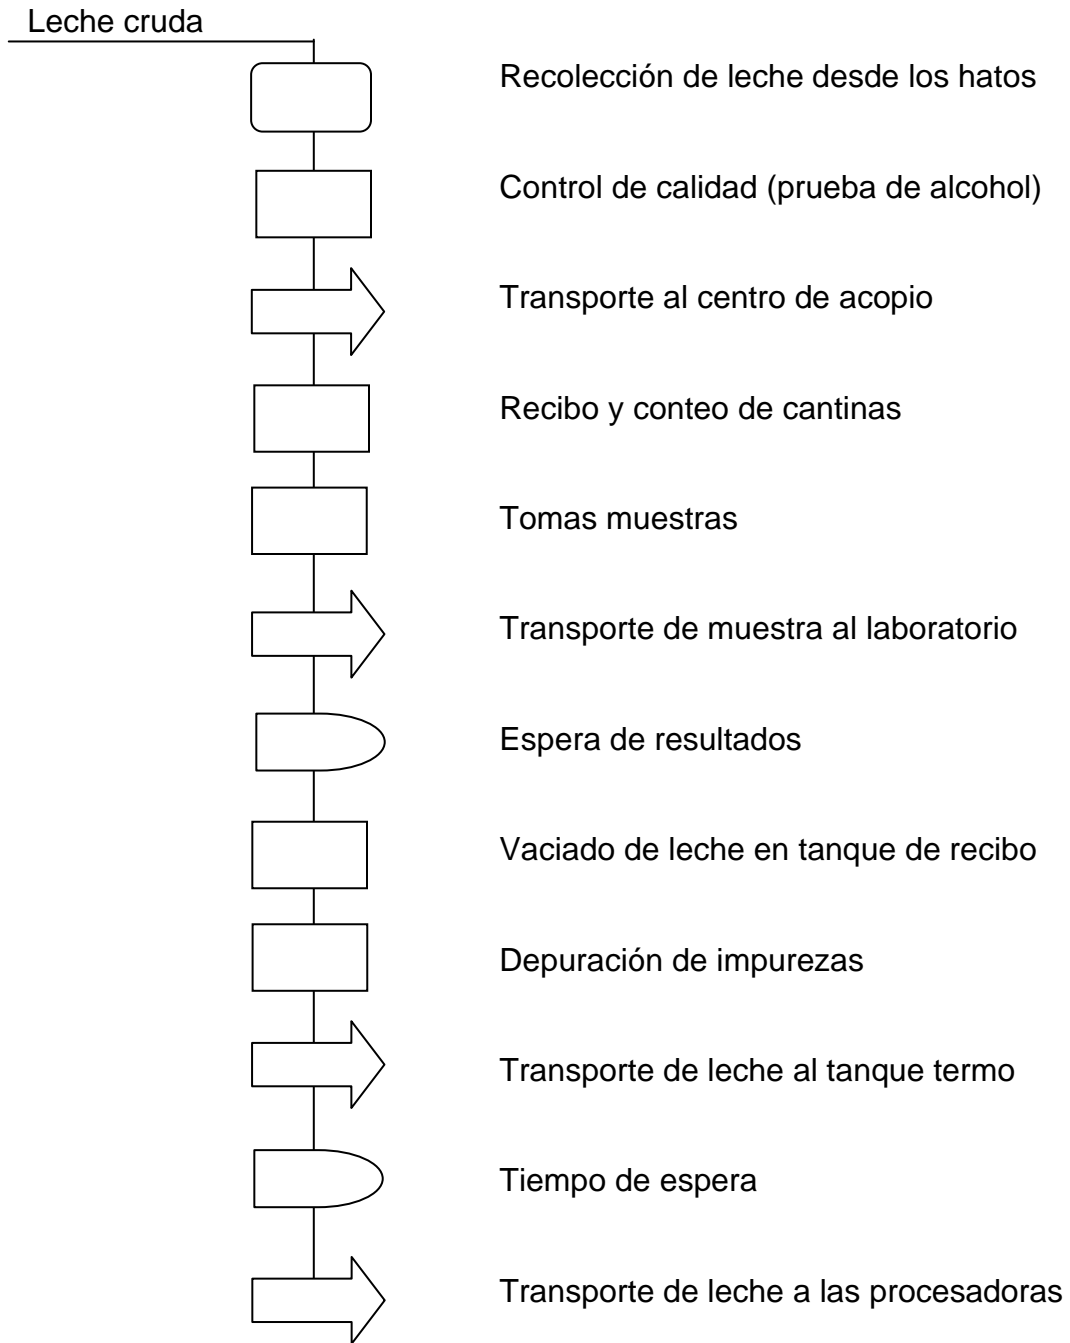 Leche cruda
Recolección de leche desde los hatos
Control de calidad (prueba de alcohol)
Transporte al centro de acopio
Recibo y conteo de cantinas
Tomas muestras
Transporte de muestra al laboratorio
Espera de resultados
Vaciado de leche en tanque de recibo
Depuración de impurezas
Transporte de leche al tanque termo
Tiempo de espera
Transporte de leche a las procesadoras